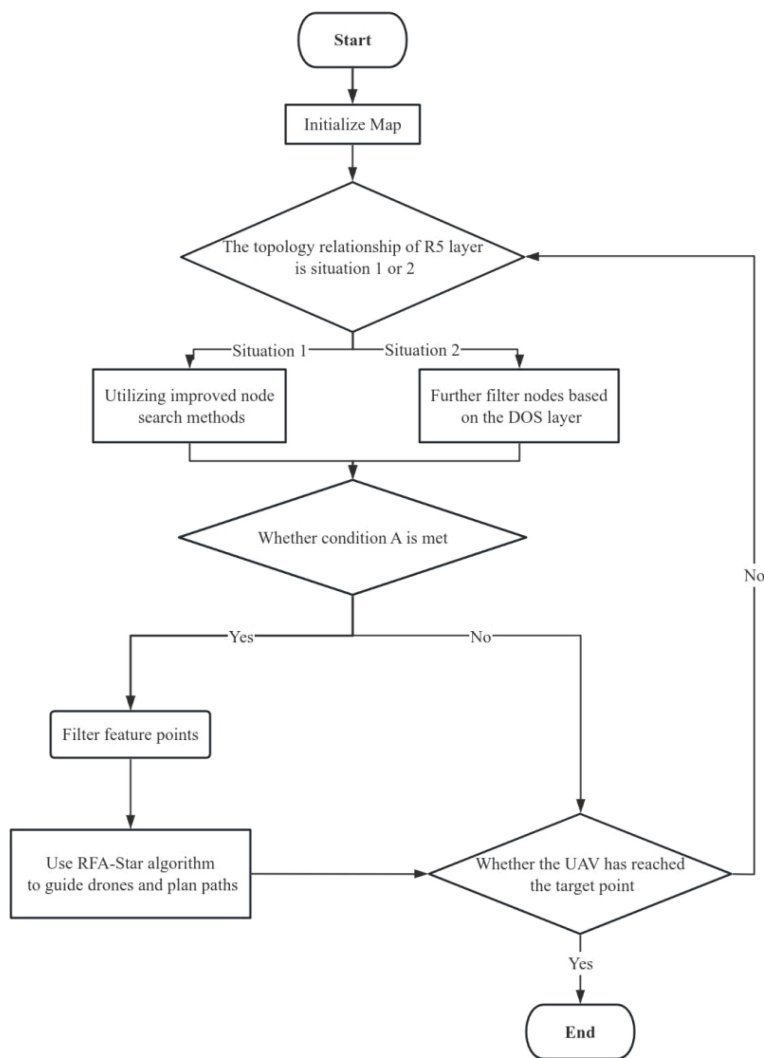 Start
Initialize Map
The topology relationship of R5 layer
is situation 1 or 2
Situation 1
Situation 2
Utilizing improved node
search methods
Further filter nodes based
on the DOS layer
Whether condition A is met
No
Yes
No
Filter feature points
Use RFA-Star algorithm
to guide drones and plan paths
Whether the UAV has reached
the target point
Yes
End